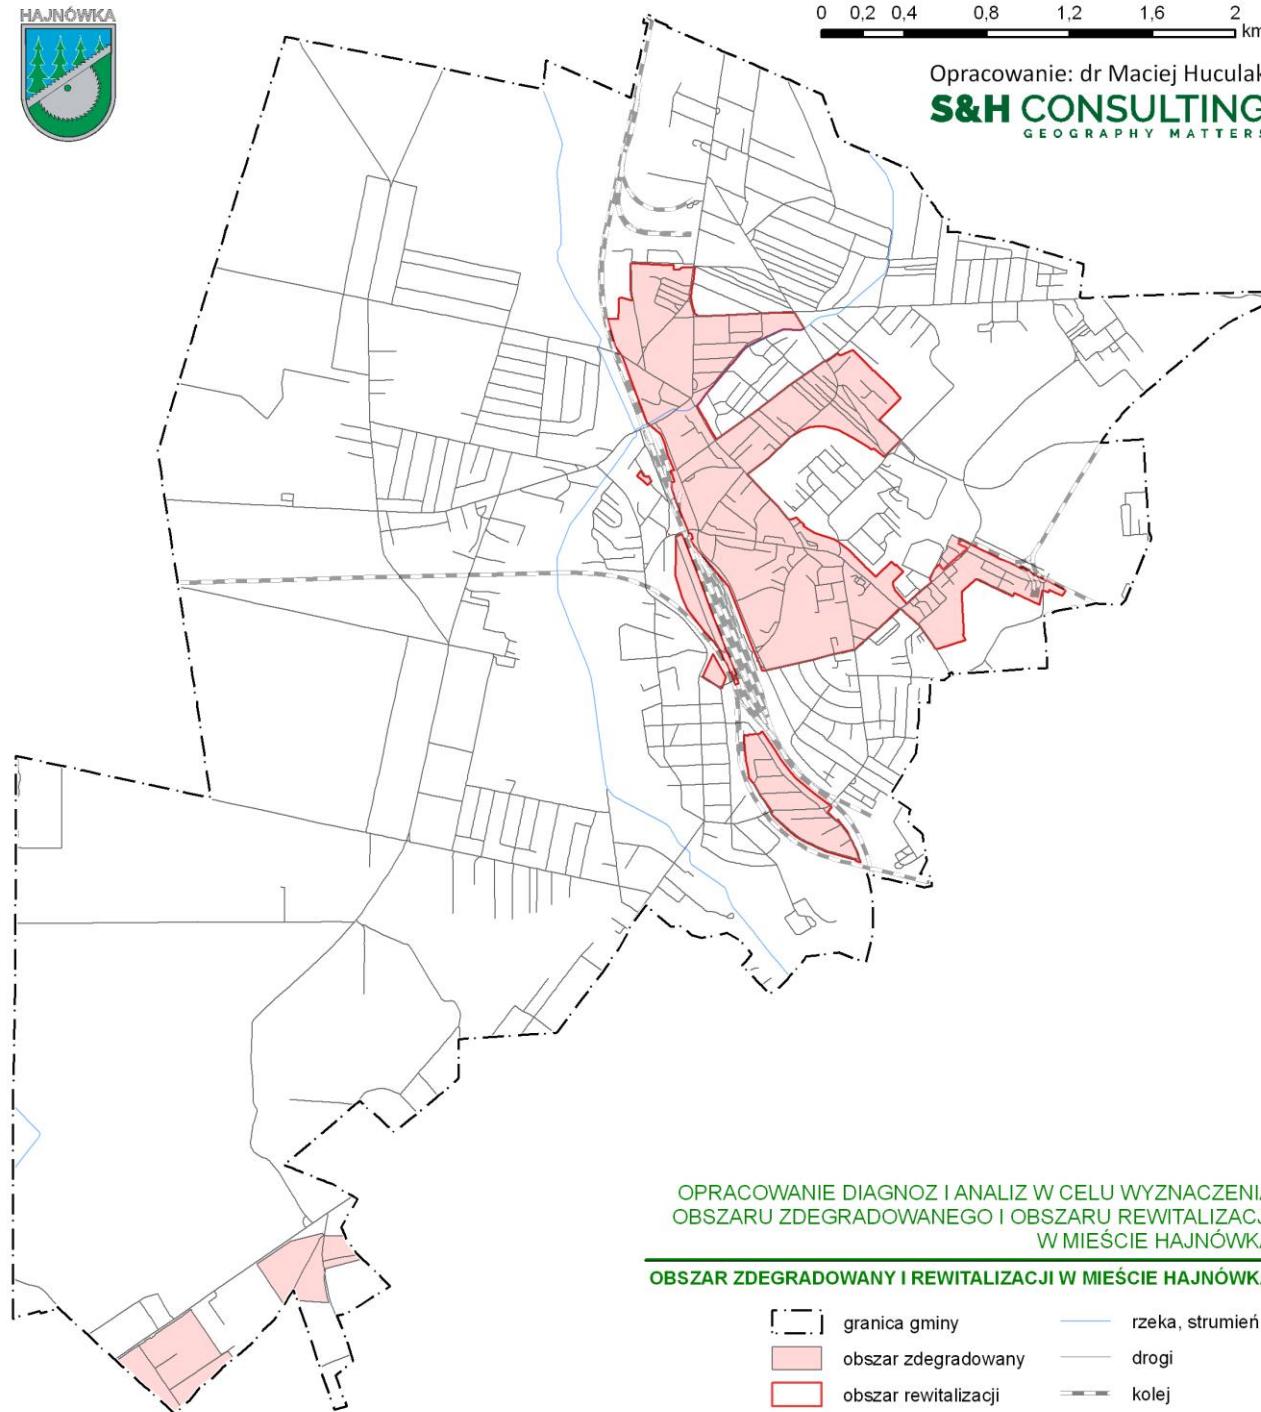 HAJNÓWKA
0 0,2 0,4 0,8 1,2 1,6 2
km
Opracowanie: dr Maciej Huculak
S&H CONSULTING
GEOGRAPHY MATTERS
OPRACOWANIE DIAGNOZ I ANALIZ W CELU WYZNACZENIA
OBSZARU ZDEGRADOWANEGO I OBSZARU REWITALIZACJI
W MIEŚCIE HAJNÓWKA
OBSZAR ZDEGRADOWANY I REWITALIZACJI W MIEŚCIE HAJNÓWKA
granica gminy
obszar zdegradowany
obszar rewitalizacji
rzeka, strumień
drogi
kolej